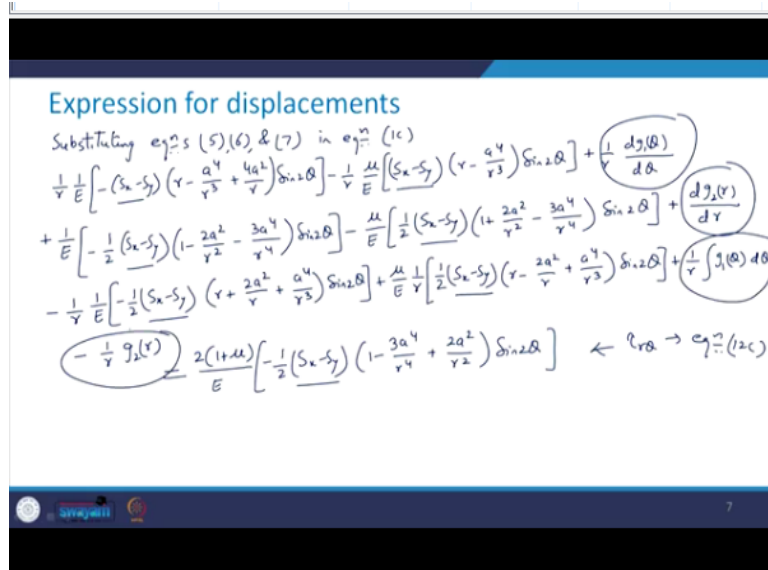 Expression for displacements
Substituting eqns (5), (6), & (7) in eqn (1c)
1/r 1/E [-(Sx-Sy)(r - a⁴/r³ + 4a²/r) Sin2θ] - 1/r μ/E [(Sx-Sy)(r - a⁴/r³) Sin2θ] + 1/r dg₁(θ)/dθ
+ 1/E [-1/2 (Sx-Sy)(1 - 2a²/r² - 3a⁴/r⁴) Sin2θ] - μ/E [1/2 (Sx-Sy)(1 + 2a²/r² - 3a⁴/r⁴) Sin2θ] + dg₂(r)/dr
- 1/r 1/E [-1/2 (Sx-Sy)(r + 2a²/r + a⁴/r³) Sin2θ] + μ/E 1/r [1/2 (Sx-Sy)(r - 2a²/r + a⁴/r³) Sin2θ] + 1/r ∫ g₁(θ) dθ
- 1/r g₂(r) = 2(1+μ)/E [-1/2 (Sx-Sy)(1 - 3a⁴/r⁴ + 2a²/r²) Sin2θ] ← τrθ → eqn (12c)
swayam
7